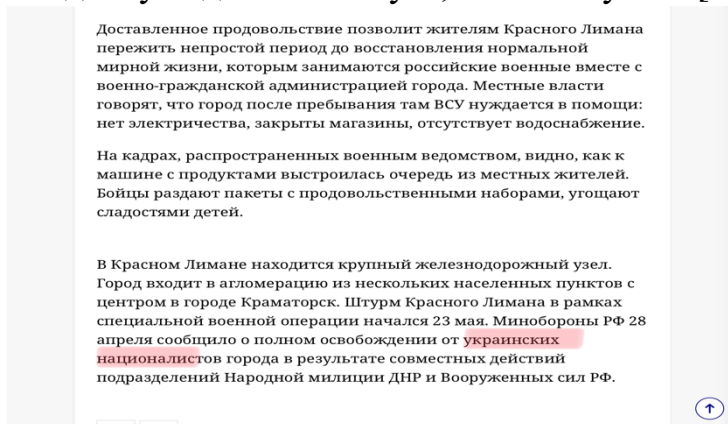 Доставленное продовольствие позволит жителям Красного Лимана
пережить непростой период до восстановления нормальной
мирной жизни, которым занимаются российские военные вместе с
военно-гражданской администрацией города. Местные власти
говорят, что город после пребывания там ВСУ нуждается в помощи:
нет электричества, закрыты магазины, отсутствует водоснабжение.
На кадрах, распространенных военным ведомством, видно, как к
машине с продуктами выстроилась очередь из местных жителей.
Бойцы раздают пакеты с продовольственными наборами, угощают
сладостями детей.
В Красном Лимане находится крупный железнодорожный узел.
Город входит в агломерацию из нескольких населенных пунктов с
центром в городе Краматорск. Штурм Красного Лимана в рамках
специальной военной операции начался 23 мая. Минобороны РФ 28
апреля сообщило о полном освобождении от украинских
националистов города в результате совместных действий
подразделений Народной милиции ДНР и Вооруженных сил РФ.